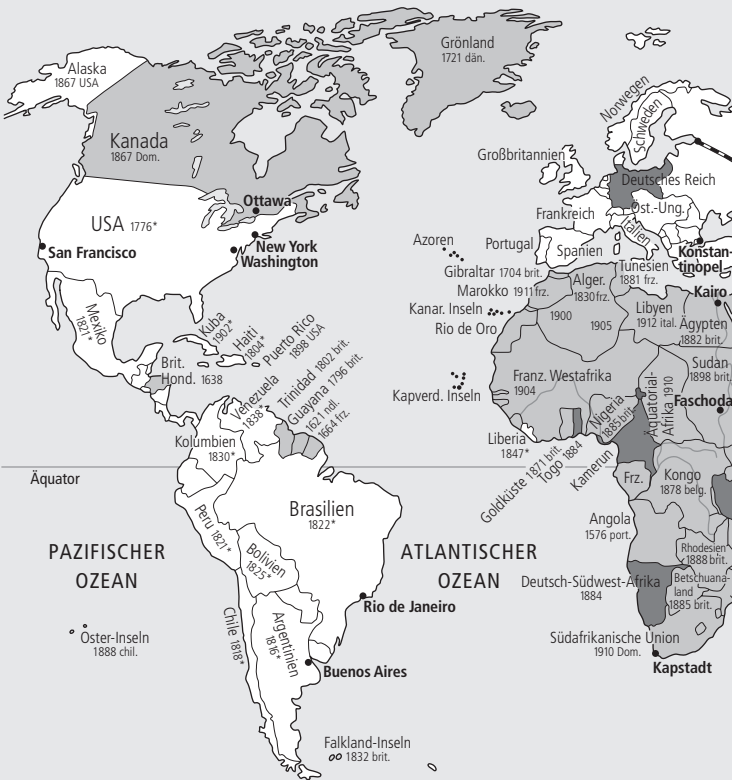 Grönland
1721 dän.
Alaska
1867 USA
Kanada
1867 Dom.
Norwegen
Schweden
Großbritannien
Deutsches Reich
Ottawa
USA 1776*
Frankreich
Öst.-Ung.
Italien
San Francisco
New York
Washington
Azoren
Portugal
Spanien
Konstan-
tinopel
Gibraltar 1704 brit.
Tunesien
1881 frz.
Alger.
1830 frz.
Marokko 1911 frz.
Kairo
Mexiko
1821*
Kuba
1902*
Haiti
1804*
Puerto Rico
1898 USA
Kanar. Inseln
Rio de Oro
1900
1905
Libyen
1912 ital.
Ägypten
1882 brit.
Brit.
Hond. 1638
Venezuela
1838*
Trinidad 1802 brit.
Guayana 1796 brit.
1621 ndl.
1664 frz.
Kapverd. Inseln
Franz. Westafrika
1904
Sudan
1898 brit.
Äquatorial-
Afrika 1910
Faschoda
Nigeria
1885 brit.
Kolumbien
1830*
Liberia
1847*
Goldküste 1871 brit.
Togo 1884
Kamerun
Äquator
Frz.
Kongo
1878 belg.
Brasilien
1822*
Peru 1821*
Angola
1576 port.
PAZIFISCHER
OZEAN
Bolivien
1825*
ATLANTISCHER
OZEAN
Rhodesien
1888 brit.
Deutsch-Südwest-Afrika
1884
Betschuana-
land
1885 brit.
Rio de Janeiro
Chile 1818*
Argentinien
1816*
Oster-Inseln
1888 chil.
Südafrikanische Union
1910 Dom.
Buenos Aires
Kapstadt
Falkland-Inseln
1832 brit.